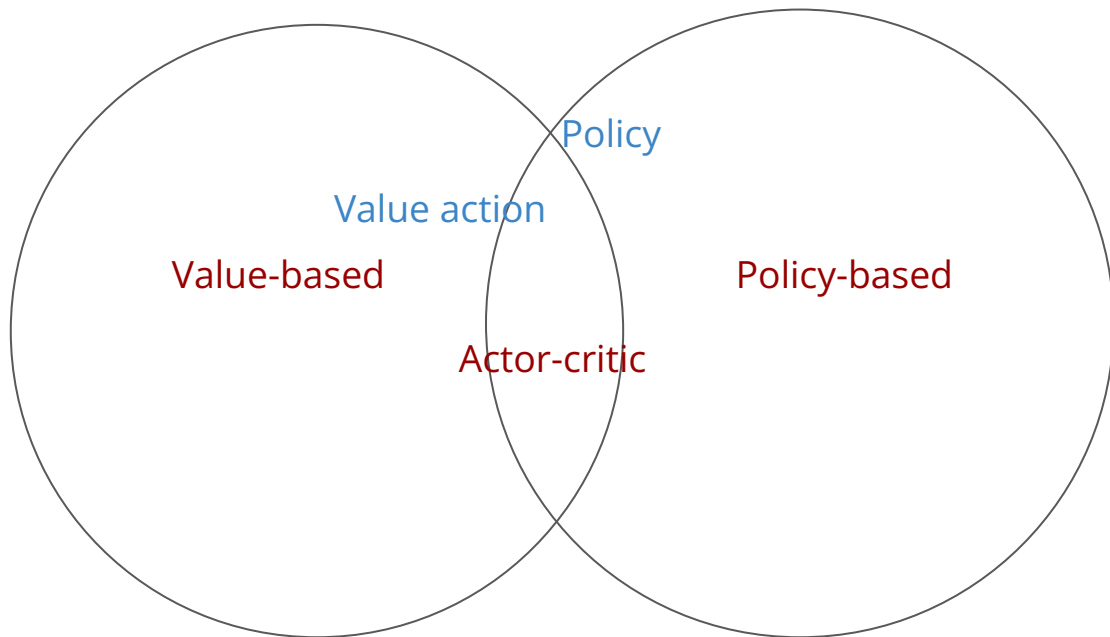 Policy
Value action
Value-based
Policy-based
Actor-critic